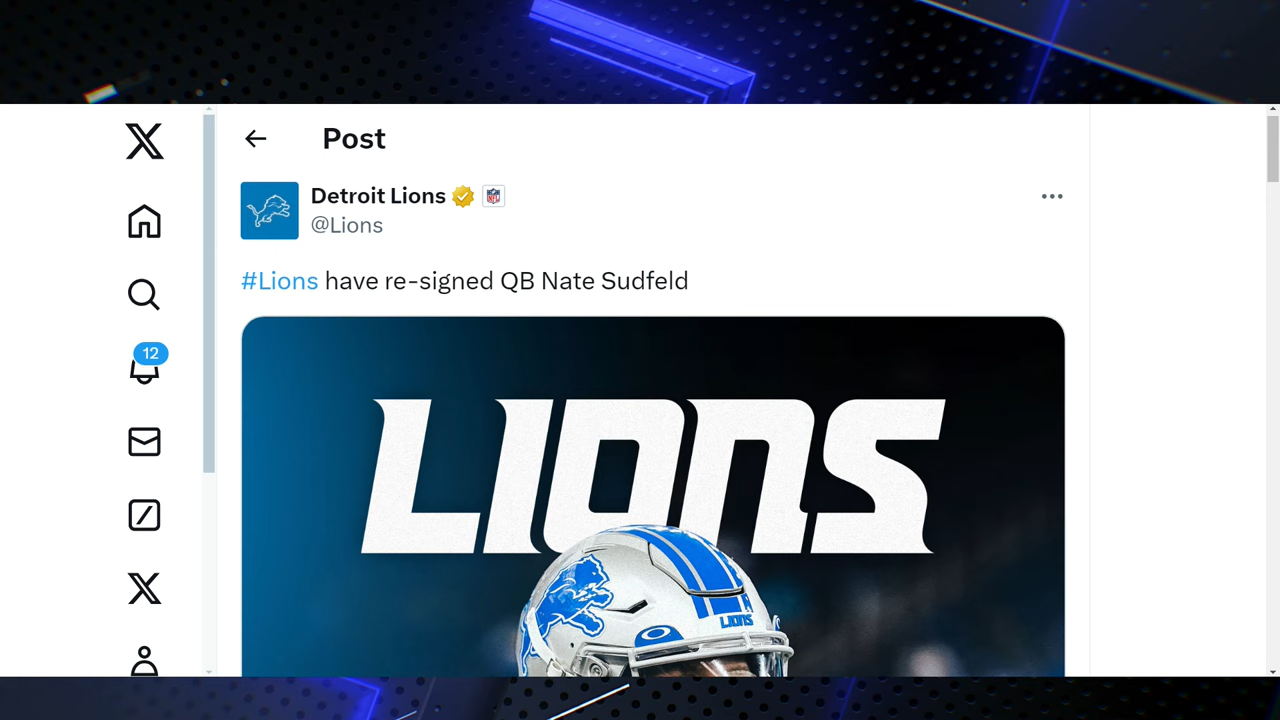 Post
Detroit Lions
@Lions
#Lions have re-signed QB Nate Sudfeld
12
LIONS
LIONS